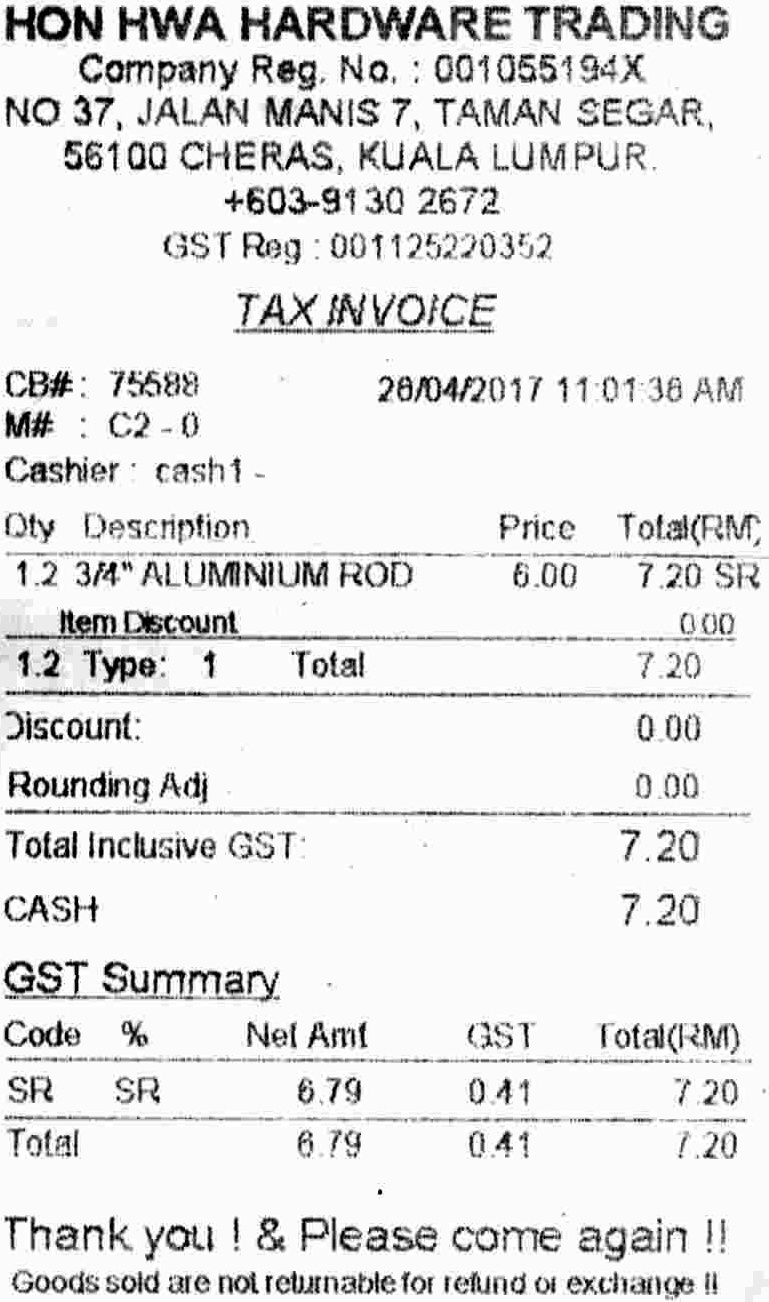 HON HWA HARDWARE TRADING
Company Reg. No. : 001055194X
NO 37, JALAN MANIS 7, TAMAN SEGAR,
56100 CHERAS, KUALA LUMPUR.
+603-9130 2672
GST Reg : 001125220352
TAX INVOICE
CB# : 75588 26/04/2017 11:01:36 AM
M# : C2 - 0
Cashier : cash1 -
Qty Description Price Total(RM)
1.2 3/4" ALUMINIUM ROD 6.00 7.20 SR
Item Discount 0.00
1.2 Type: 1 Total 7.20
Discount: 0.00
Rounding Adj 0.00
Total Inclusive GST: 7.20
CASH 7.20
GST Summary
Code % Net Amt GST Total(RM)
SR SR 6.79 0.41 7.20
Total 6.79 0.41 7.20
Thank you ! & Please come again !!
Goods sold are not returnable for refund or exchange !!